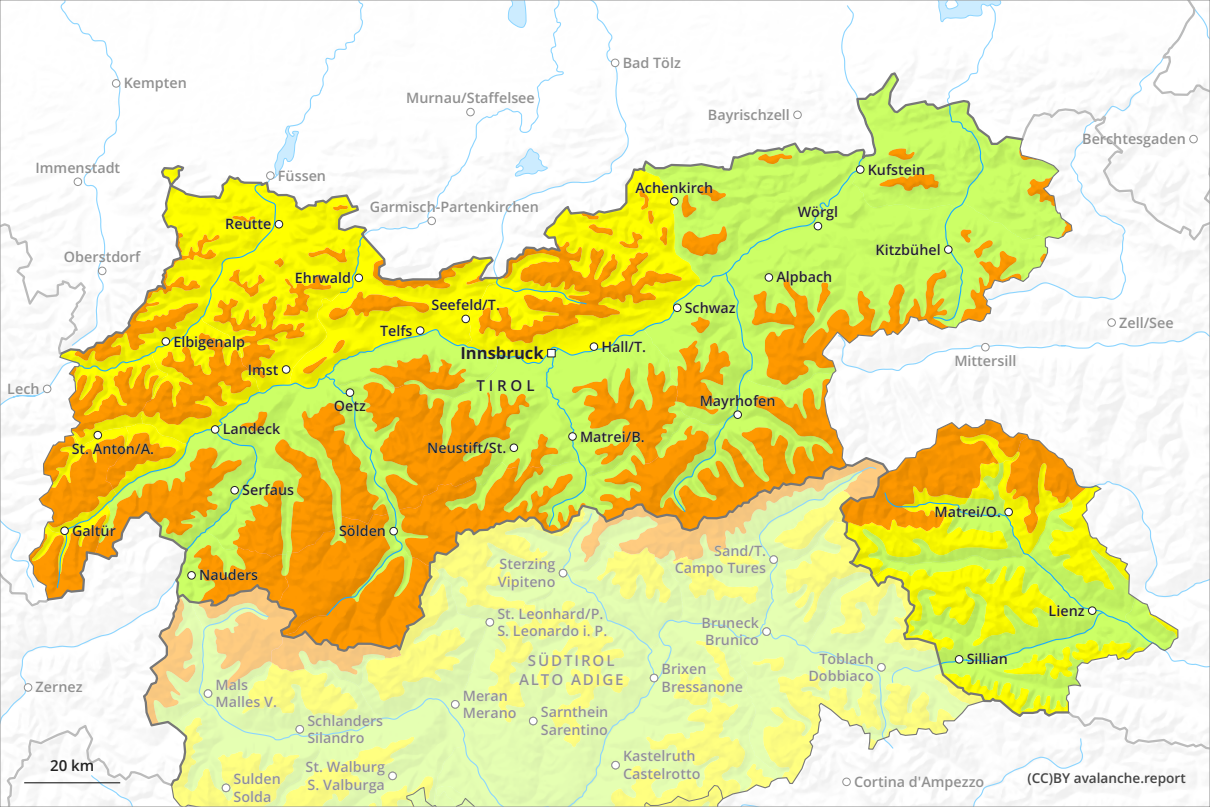 Kempten
Bad Tölz
Murnau/Staffelsee
Bayrischzell
Berchtesgaden
Immenstadt
Füssen
Kufstein
Achenkirch
Garmisch-Partenkirchen
Wörgl
Reutte
Oberstdorf
Kitzbühel
Ehrwald
Alpbach
Seefeld/T.
Schwaz
Telfs
Zell/See
Elbigenalp
Innsbruck
Hall/T.
Mittersill
Imst
TIROL
Lech
Oetz
Mayrhofen
Landeck
St. Anton/A.
Neustift/St.
Matrei/B.
Serfaus
Matrei/O.
Galtür
Sölden
Sand/T.
Campo Tures
Sterzing
Vipiteno
Nauders
St. Leonhard/P.
S. Leonardo i. P.
Lienz
Bruneck
Brunico
SÜDTIROL
ALTO ADIGE
Toblach
Dobbiaco
Sillian
Brixen
Bressanone
Zernez
Mals
Malles V.
Meran
Merano
Sarnthein
Sarentino
Schlanders
Silandro
Kastelruth
Castelrotto
20 km
St. Walburg
S. Valburga
Sulden
Solda
Cortina d'Ampezzo
(CC)BY avalanche.report